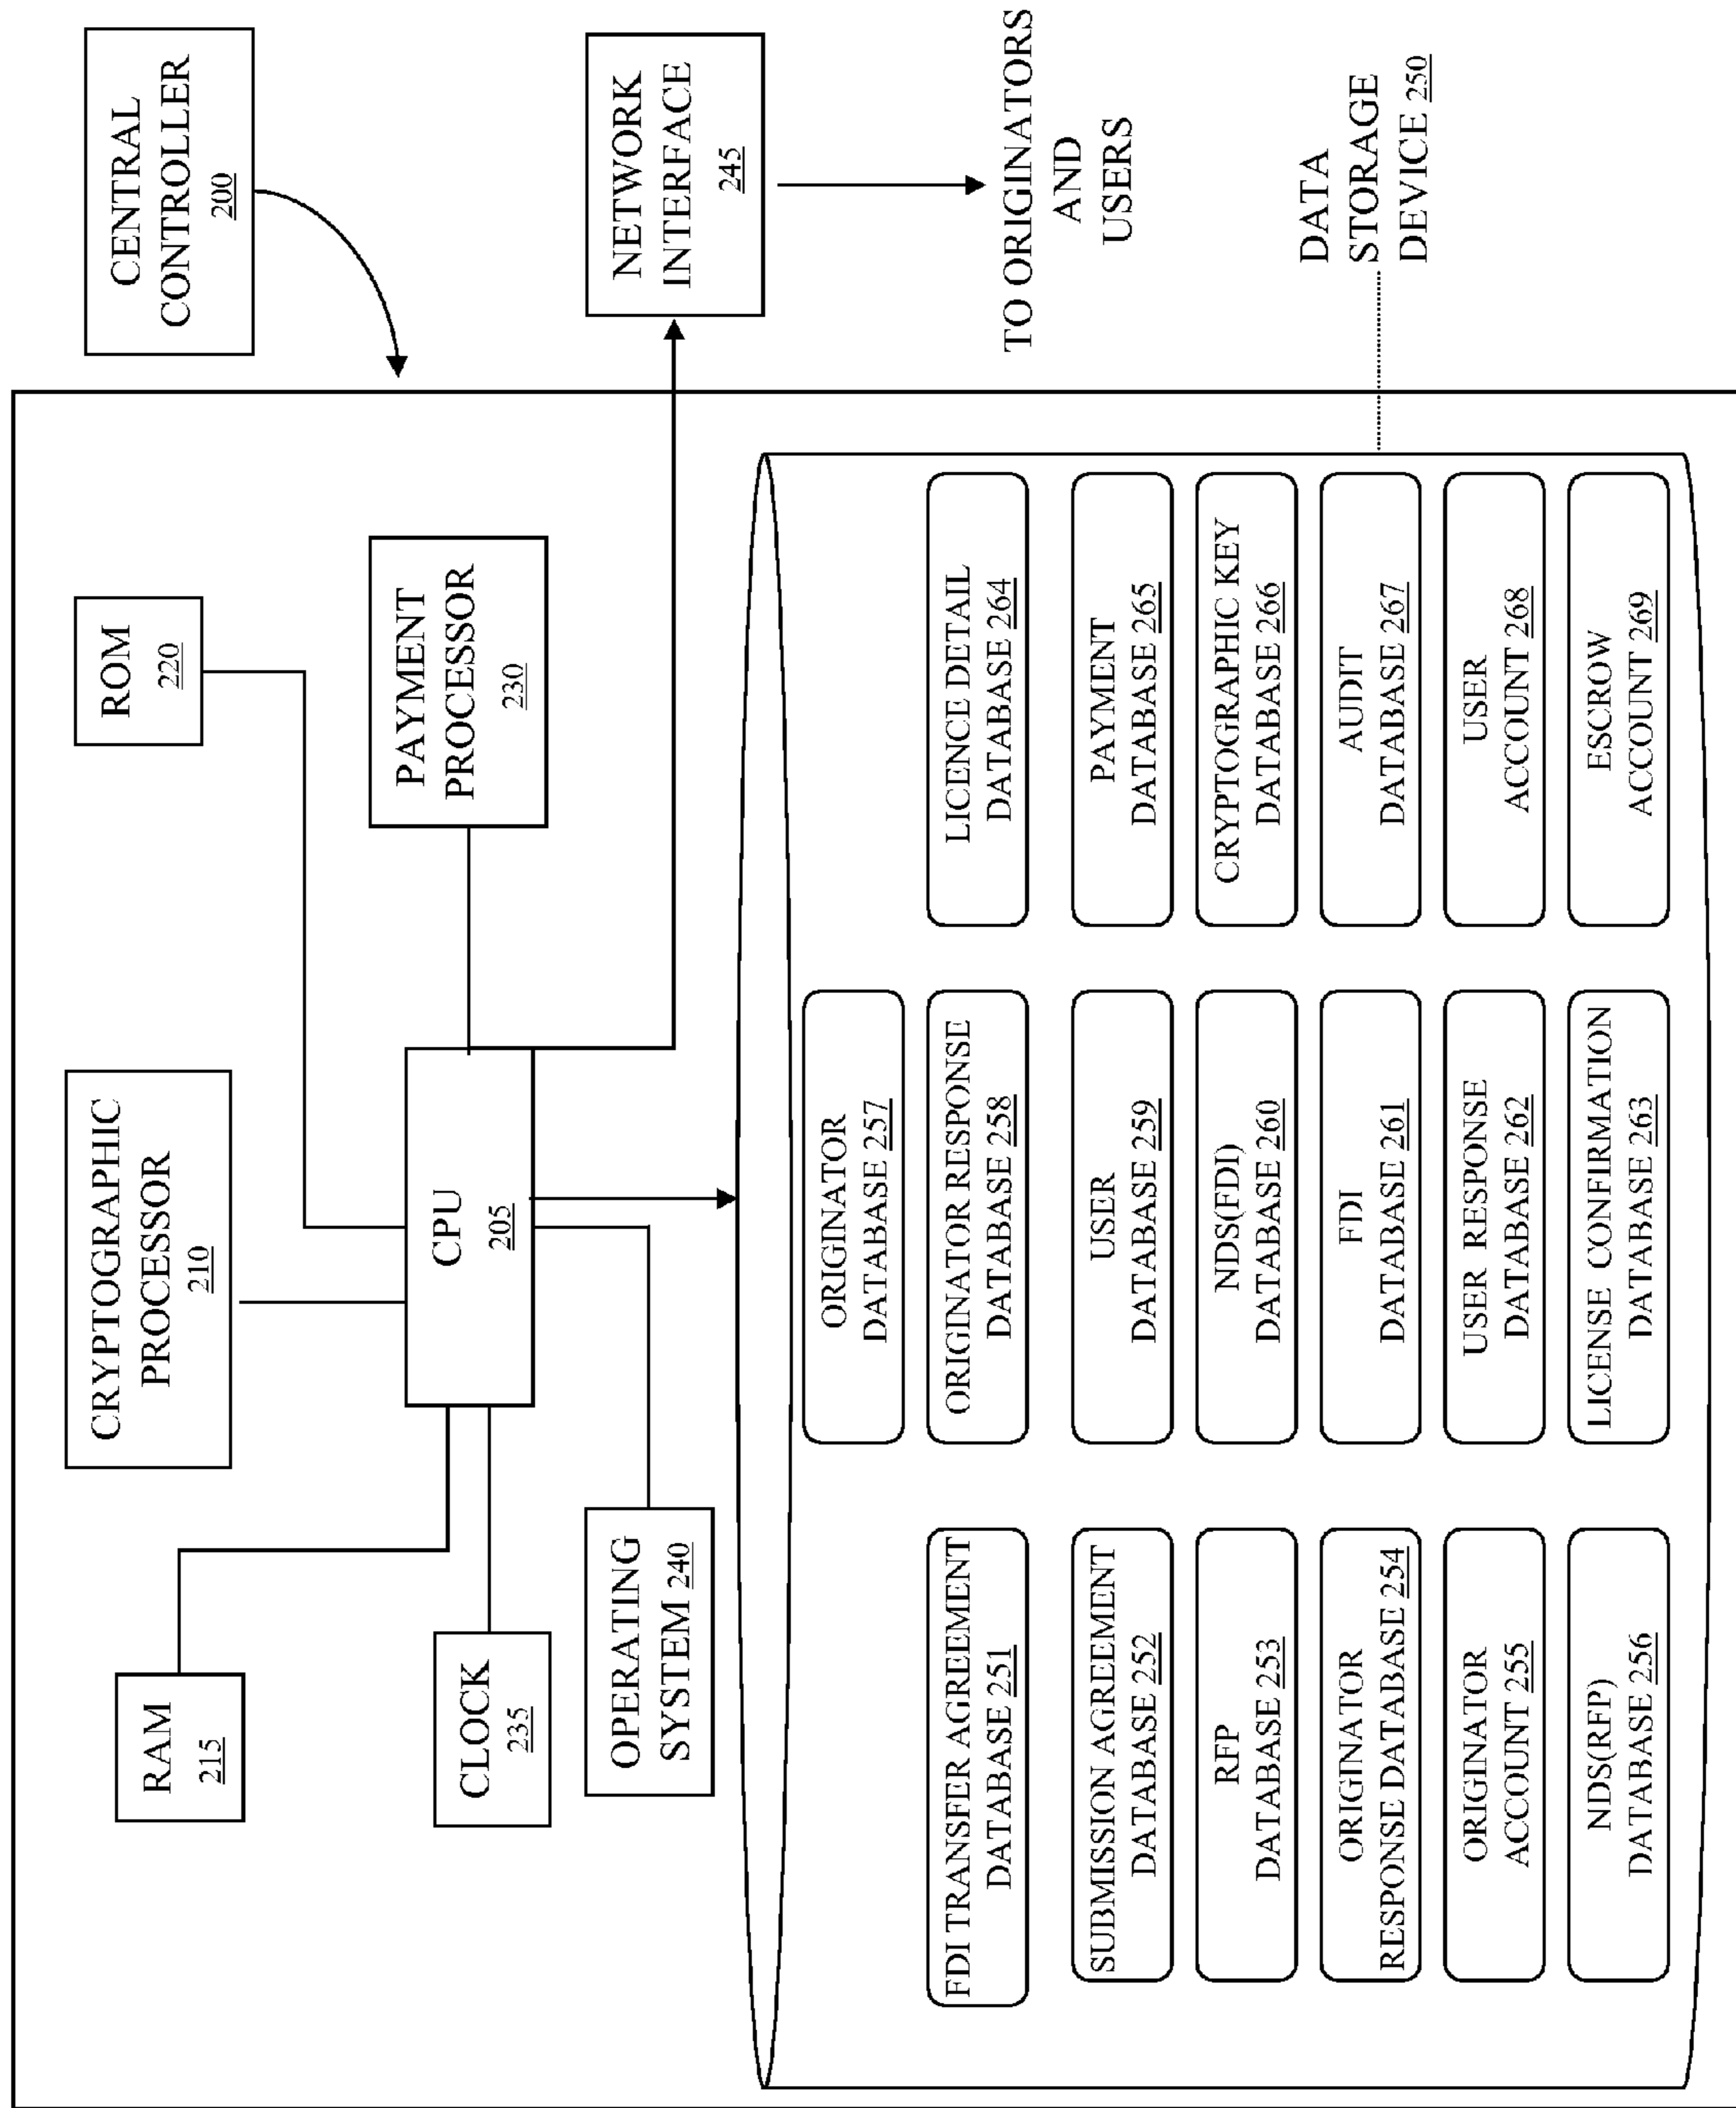 CENTRAL
CONTROLLER
200
ROM
220
CRYPTOGRAPHIC
PROCESSOR
210
RAM
215
PAYMENT
PROCESSOR
230
CPU
205
CLOCK
235
OPERATING
SYSTEM 240
NETWORK
INTERFACE
245
TO ORIGINATORS
AND
USERS
DATA
STORAGE
DEVICE 250
FDI TRANSFER AGREEMENT
DATABASE 251
SUBMISSION AGREEMENT
DATABASE 252
RFP
DATABASE 253
ORIGINATOR
RESPONSE DATABASE 254
ORIGINATOR
ACCOUNT 255
NDS(RFP)
DATABASE 256
ORIGINATOR
DATABASE 257
ORIGINATOR RESPONSE
DATABASE 258
USER
DATABASE 259
NDS(FDI)
DATABASE 260
FDI
DATABASE 261
USER RESPONSE
DATABASE 262
LICENSE CONFIRMATION
DATABASE 263
LICENCE DETAIL
DATABASE 264
PAYMENT
DATABASE 265
CRYPTOGRAPHIC KEY
DATABASE 266
AUDIT
DATABASE 267
USER
ACCOUNT 268
ESCROW
ACCOUNT 269